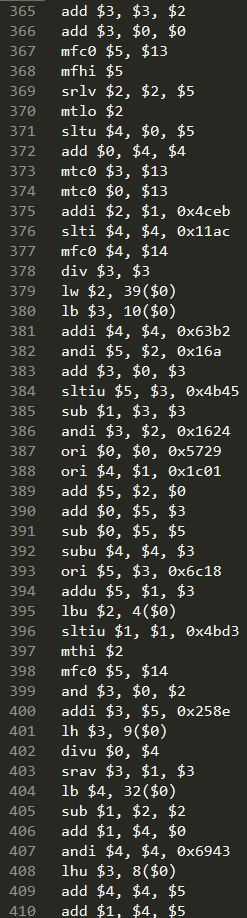 365 add $3, $3, $2
366 add $3, $0, $0
367 mfc0 $5, $13
368 mfhi $5
369 srlv $2, $2, $5
370 mtlo $2
371 sltu $4, $0, $5
372 add $0, $4, $4
373 mtc0 $3, $13
374 mtc0 $0, $13
375 addi $2, $1, 0x4ceb
376 slti $4, $4, 0x11ac
377 mfc0 $4, $14
378 div $3, $3
379 lw $2, 39($0)
380 lb $3, 10($0)
381 addi $4, $4, 0x63b2
382 andi $5, $2, 0x16a
383 add $3, $0, $3
384 sltiu $5, $3, 0x4b45
385 sub $1, $3, $3
386 andi $3, $2, 0x1624
387 ori $0, $0, 0x5729
388 ori $4, $1, 0x1c01
389 add $5, $2, $0
390 add $0, $5, $3
391 sub $0, $5, $5
392 subu $4, $4, $3
393 ori $5, $3, 0x6c18
394 addu $5, $1, $3
395 lbu $2, 4($0)
396 sltiu $1, $1, 0x4bd3
397 mthi $2
398 mfc0 $5, $14
399 and $3, $0, $2
400 addi $3, $5, 0x258e
401 lh $3, 9($0)
402 divu $0, $4
403 srav $3, $1, $3
404 lb $4, 32($0)
405 sub $1, $2, $2
406 add $1, $4, $0
407 andi $4, $4, 0x6943
408 lhu $3, 8($0)
409 add $4, $4, $5
410 add $1, $4, $5